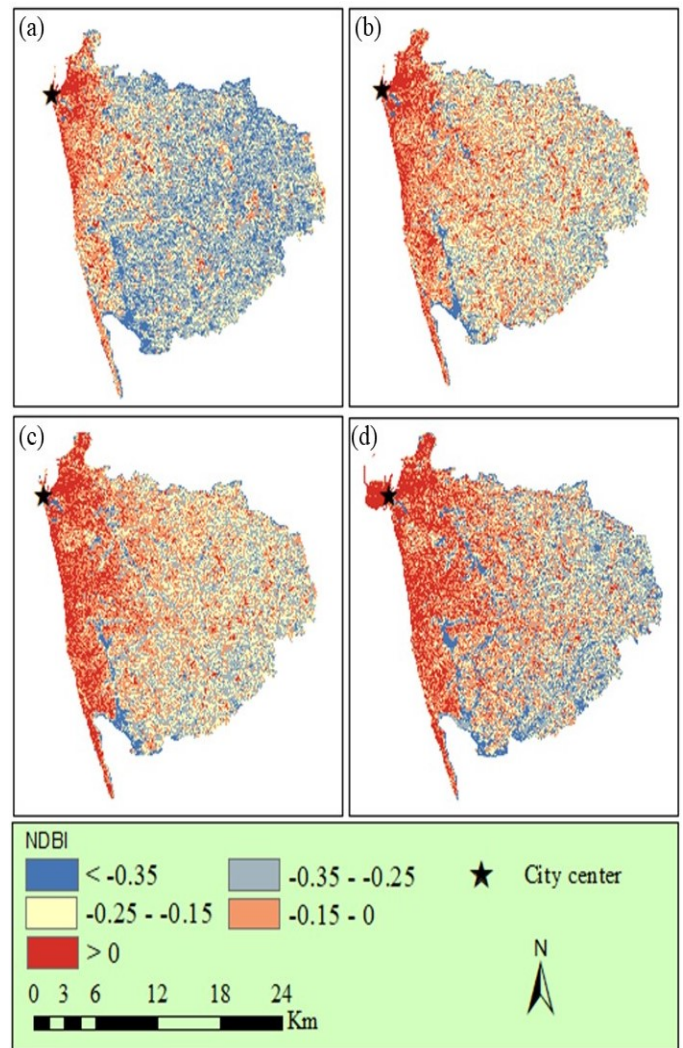 (a)
(b)
(c)
(d)
NDBI
< -0.35
-0.35 - -0.25
City center
-0.25 - -0.15
-0.15 - 0
> 0
N
0 3 6 12 18 24
Km